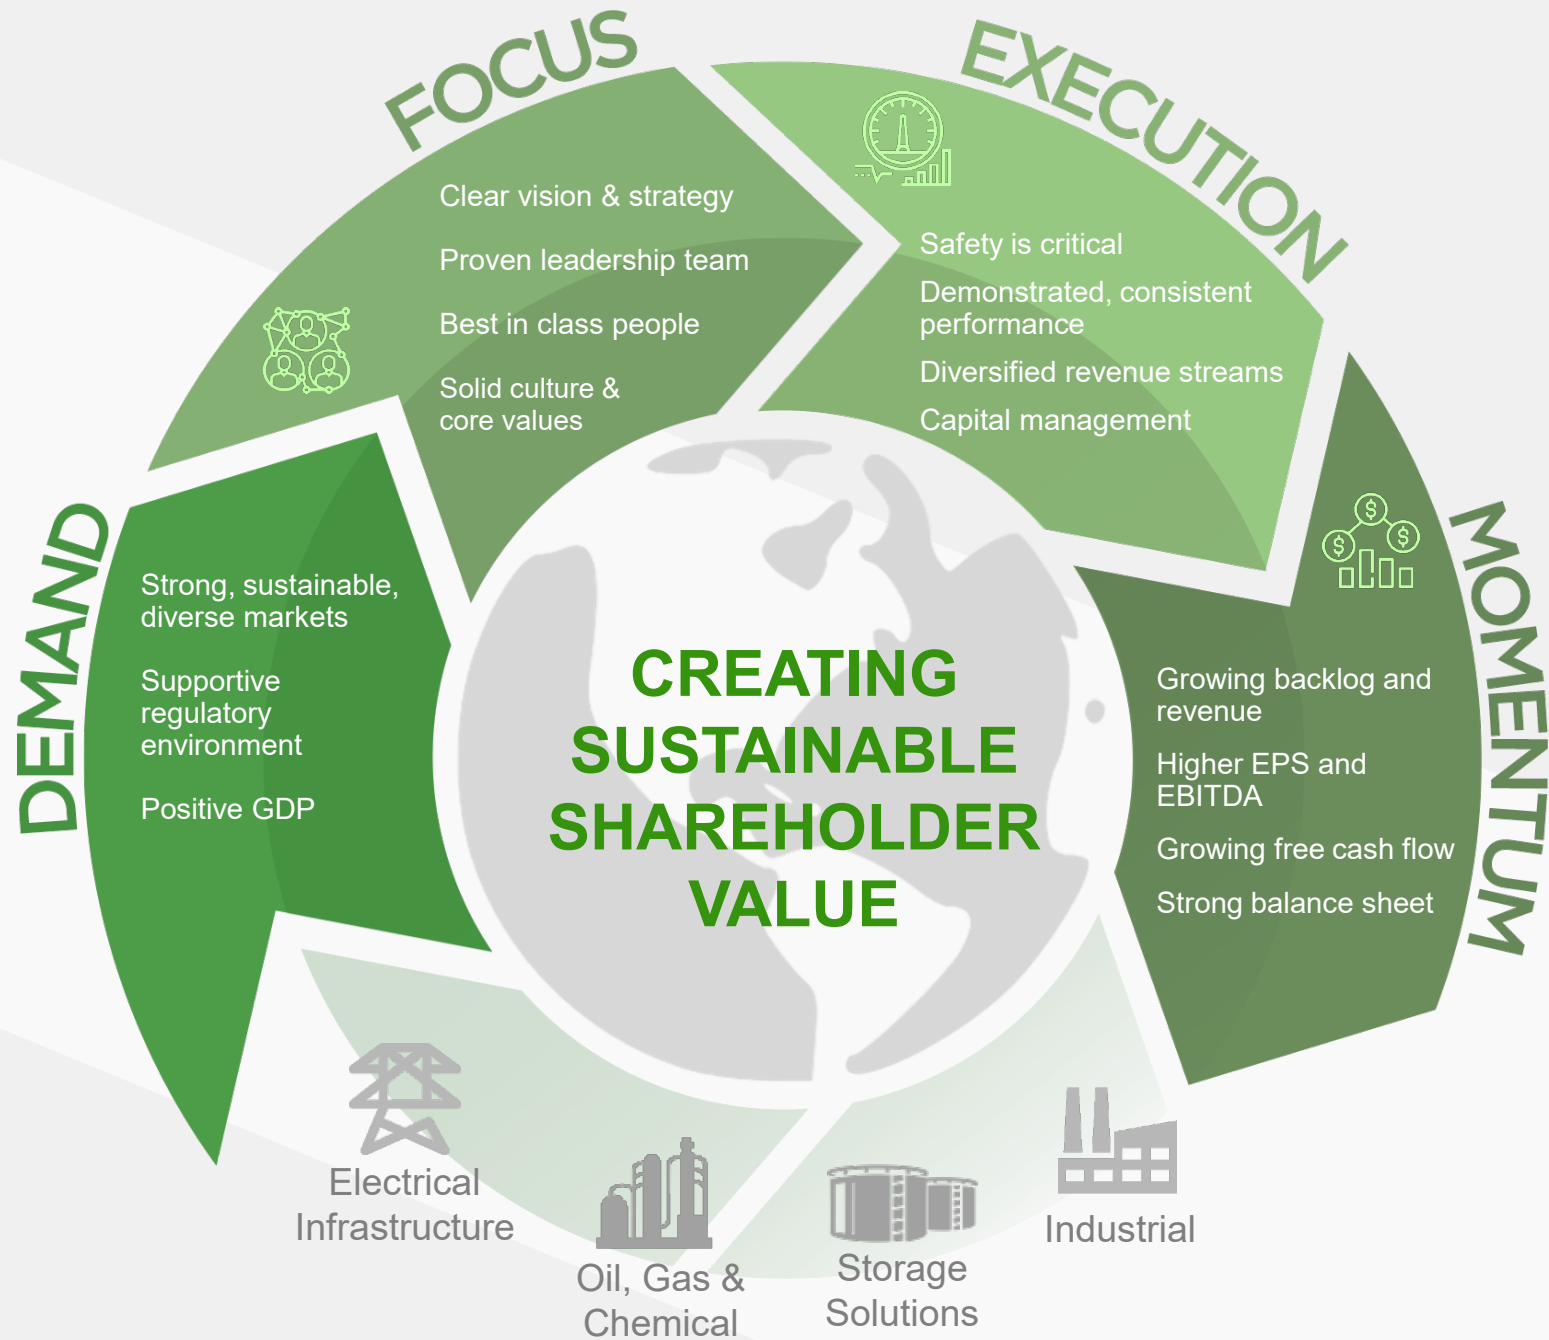 FOCUS
Clear vision & strategy
Proven leadership team
Best in class people
Solid culture &
core values
EXECUTION
Safety is critical
Demonstrated, consistent
performance
Diversified revenue streams
Capital management
DEMAND
Strong, sustainable,
diverse markets
Supportive
regulatory
environment
Positive GDP
MOMENTUM
$
$
$
Growing backlog and
revenue
Higher EPS and
EBITDA
Growing free cash flow
Strong balance sheet
CREATING
SUSTAINABLE
SHAREHOLDER
VALUE
Electrical
Infrastructure
Oil, Gas &
Chemical
Storage
Solutions
Industrial